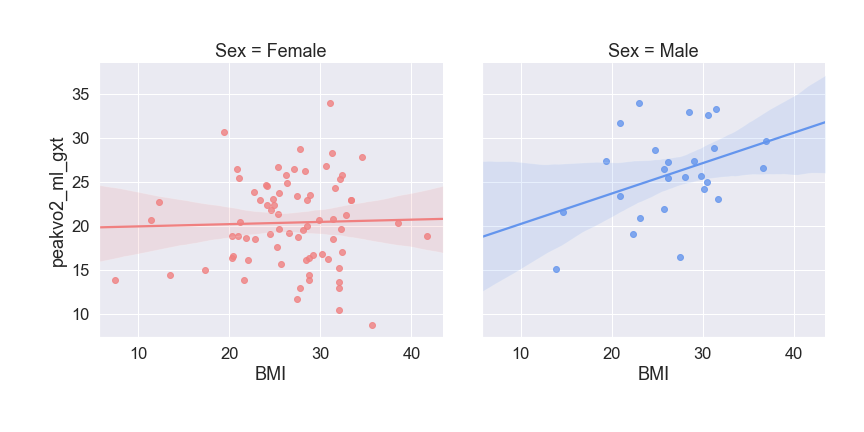 Sex = Female
Sex = Male
peakvo2_ml_gxt
35
30
25
20
15
10
10 20 30 40
10 20 30 40
BMI
BMI